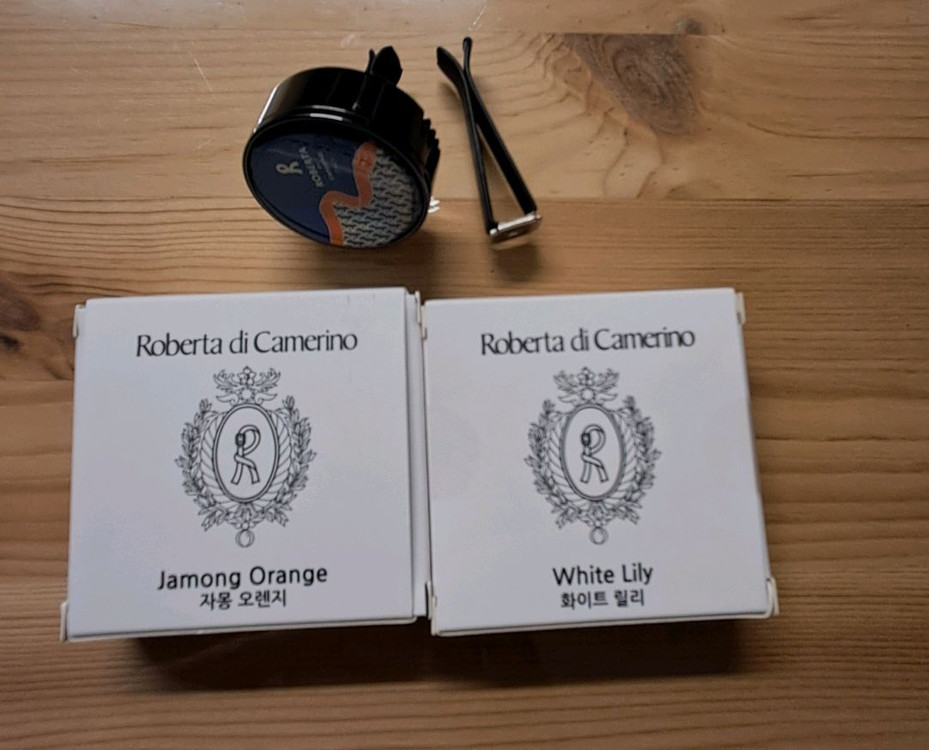 R
ROBERTA
Roberta di Camerino
R
Jamong Orange
자몽 오렌지
Roberta di Camerino
R
White Lily
화이트 릴리